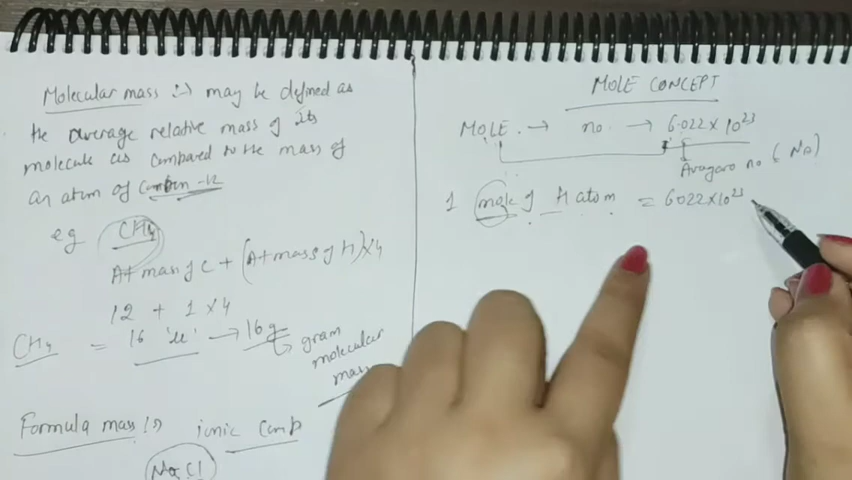 Molecular mass :-) may be defined as
the average relative mass of its
molecule as compared to the mass of
an atom of carbon-12
eg CH4
At mass of C + (At mass of H) x 4
12 + 1 x 4
CH4 = 16 'u' → 16g
gram
molecular
mass
Formula mass :-)  ionic comp
NaCl
MOLE CONCEPT
MOLE. → no. → 6.022 x 10^23
Avagaro no (No)
1 mole of H atom = 6022 x 10^23